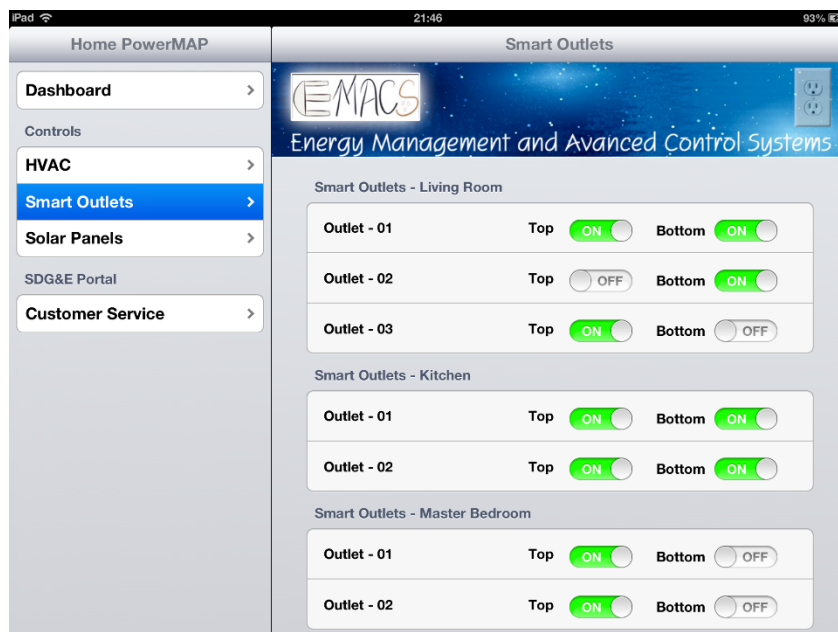 iPad 21:46 93%
Home PowerMAP
Smart Outlets
Dashboard
Controls
HVAC
Smart Outlets
Solar Panels
SDG&E Portal
Customer Service
EMACS
Energy Management and Avanced Control Systems
Smart Outlets - Living Room
Outlet - 01 Top ON Bottom ON
Outlet - 02 Top OFF Bottom ON
Outlet - 03 Top ON Bottom OFF
Smart Outlets - Kitchen
Outlet - 01 Top ON Bottom ON
Outlet - 02 Top ON Bottom ON
Smart Outlets - Master Bedroom
Outlet - 01 Top ON Bottom OFF
Outlet - 02 Top ON Bottom OFF